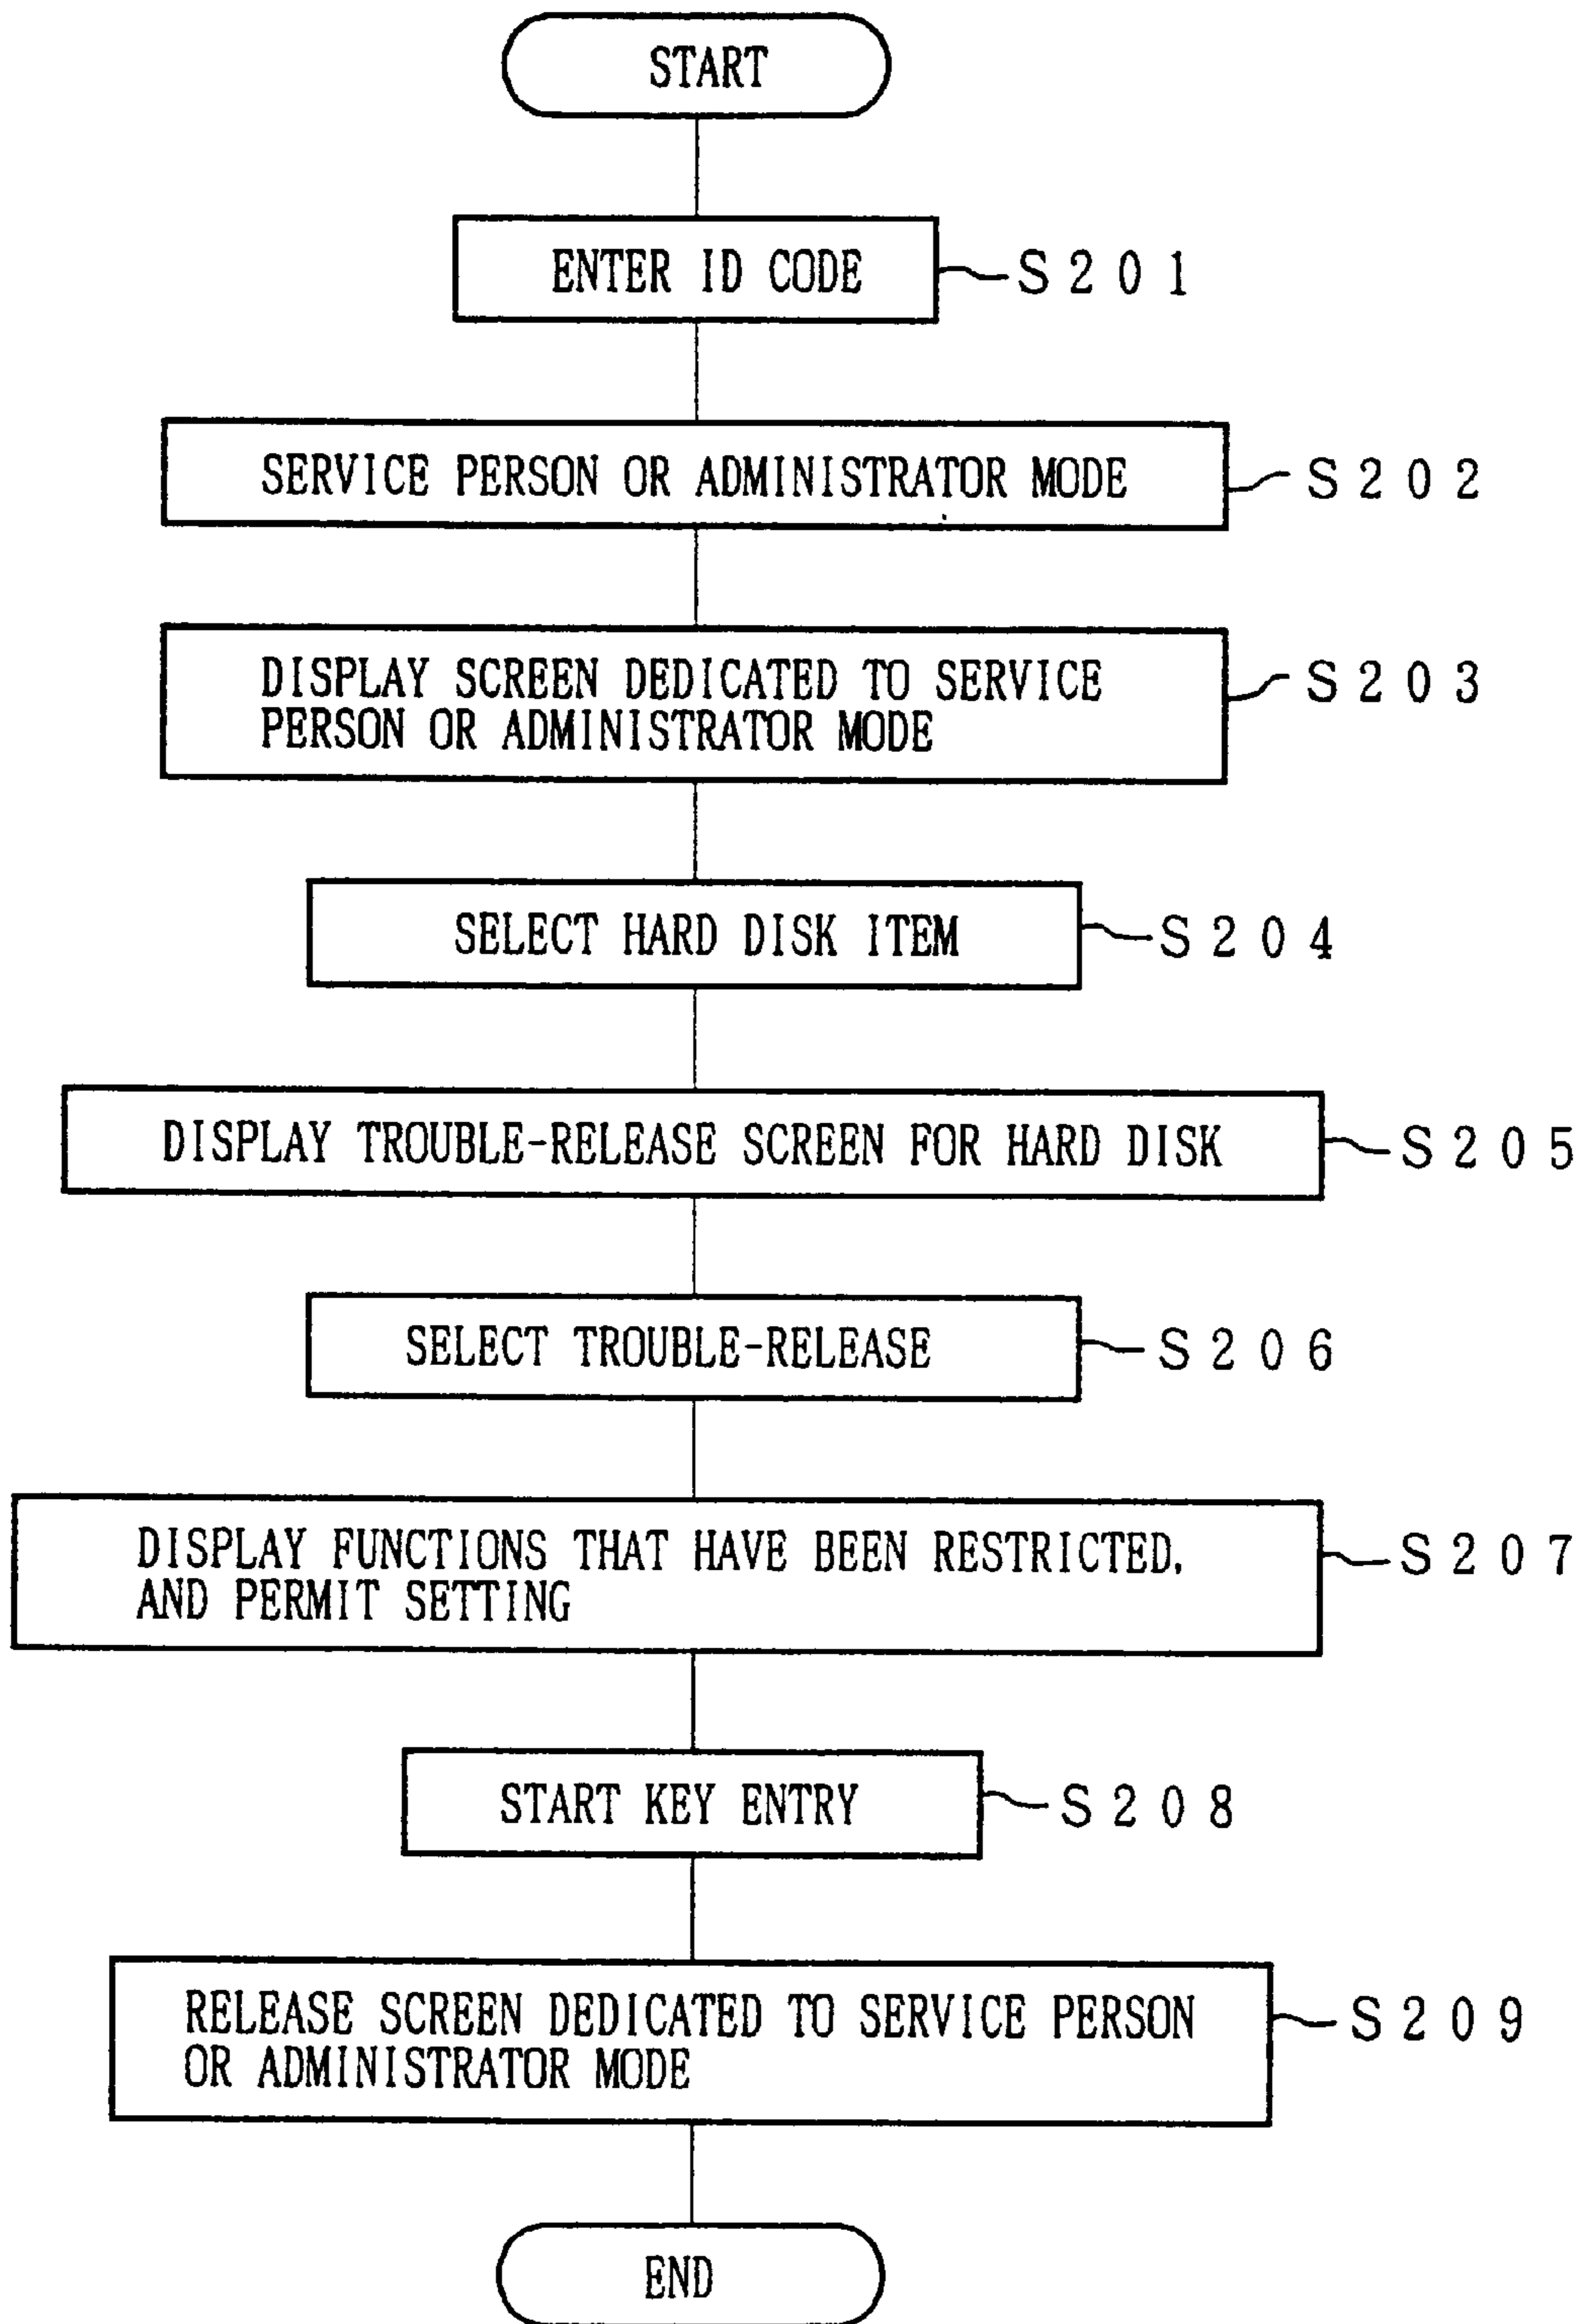 START
ENTER ID CODE
S201
SERVICE PERSON OR ADMINISTRATOR MODE
S202
DISPLAY SCREEN DEDICATED TO SERVICE
PERSON OR ADMINISTRATOR MODE
S203
SELECT HARD DISK ITEM
S204
DISPLAY TROUBLE-RELEASE SCREEN FOR HARD DISK
S205
SELECT TROUBLE-RELEASE
S206
DISPLAY FUNCTIONS THAT HAVE BEEN RESTRICTED,
AND PERMIT SETTING
S207
START KEY ENTRY
S208
RELEASE SCREEN DEDICATED TO SERVICE PERSON
OR ADMINISTRATOR MODE
S209
END